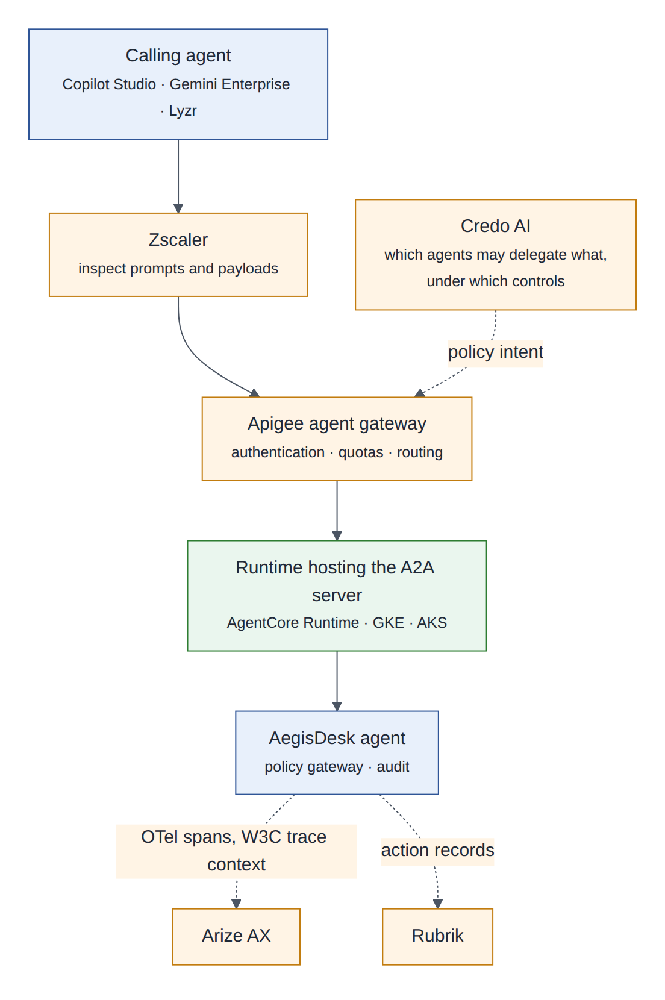 Calling agent
Copilot Studio · Gemini Enterprise
· Lyzr
Zscaler
inspect prompts and payloads
Credo AI
which agents may delegate what,
under which controls
policy intent
Apigee agent gateway
authentication · quotas · routing
Runtime hosting the A2A
server
AgentCore Runtime · GKE · AKS
AegisDesk agent
policy gateway · audit
OTel spans, W3C trace
context
action records
Arize AX
Rubrik